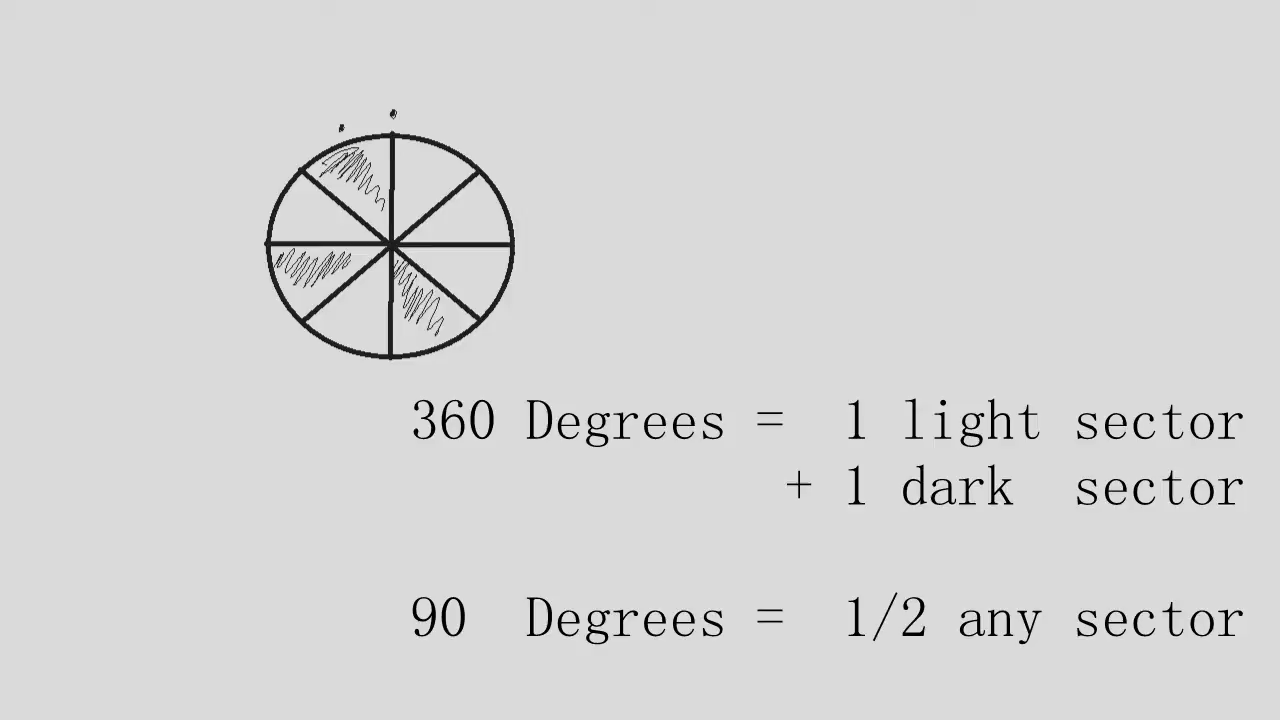 360 Degrees = 1 light sector
+ 1 dark sector
90 Degrees = 1/2 any sector